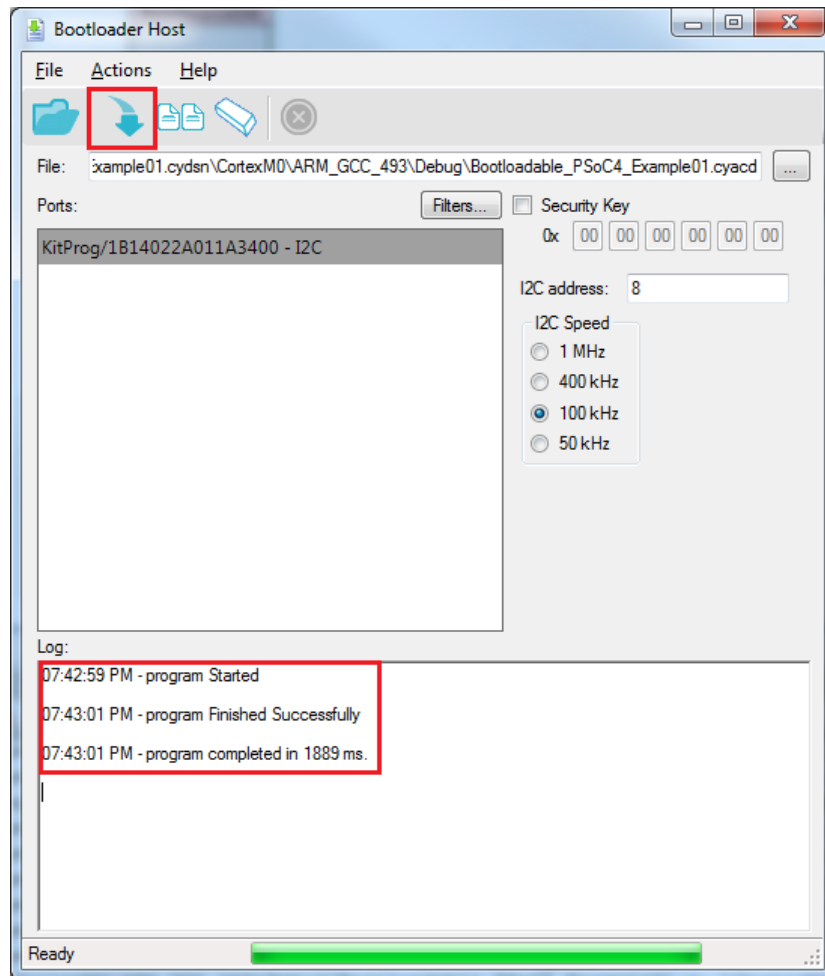 Bootloader Host
File Actions Help
File: Example01.cydsn\CortexM0\ARM_GCC_493\Debug\Bootloadable_PSoC4_Example01.cyacd ...
Ports: Filters... Security Key
0x 00 00 00 00 00 00
KitProg/1B14022A011A3400 - I2C
I2C address: 8
I2C Speed
1 MHz
400 kHz
100 kHz
50 kHz
Log:
07:42:59 PM - program Started
07:43:01 PM - program Finished Successfully
07:43:01 PM - program completed in 1889 ms.
Ready